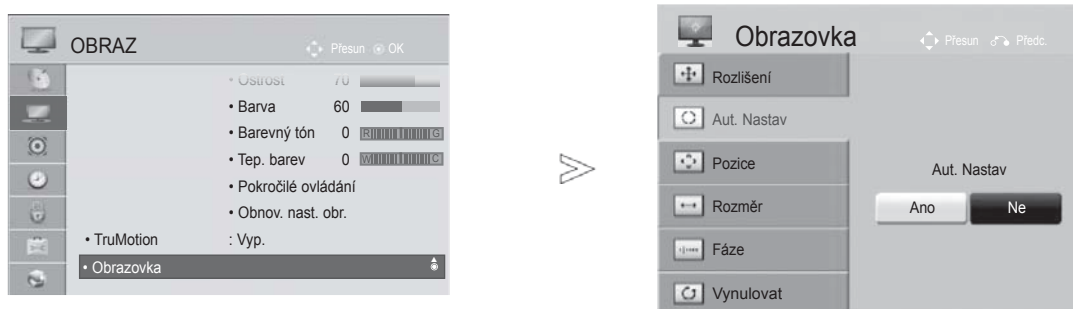 OBRAZ
Přesun OK
• Ostrost 70
• Barva 60
• Barevný tón 0 R G
• Tep. barev 0 W C
• Pokročilé ovládání
• Obnov. nast. obr.
• TruMotion : Vyp.
• Obrazovka
Obrazovka
Přesun Předc.
Rozlišení
Aut. Nastav
Pozice
Rozměr
Fáze
Vynulovat
Aut. Nastav
Ano Ne